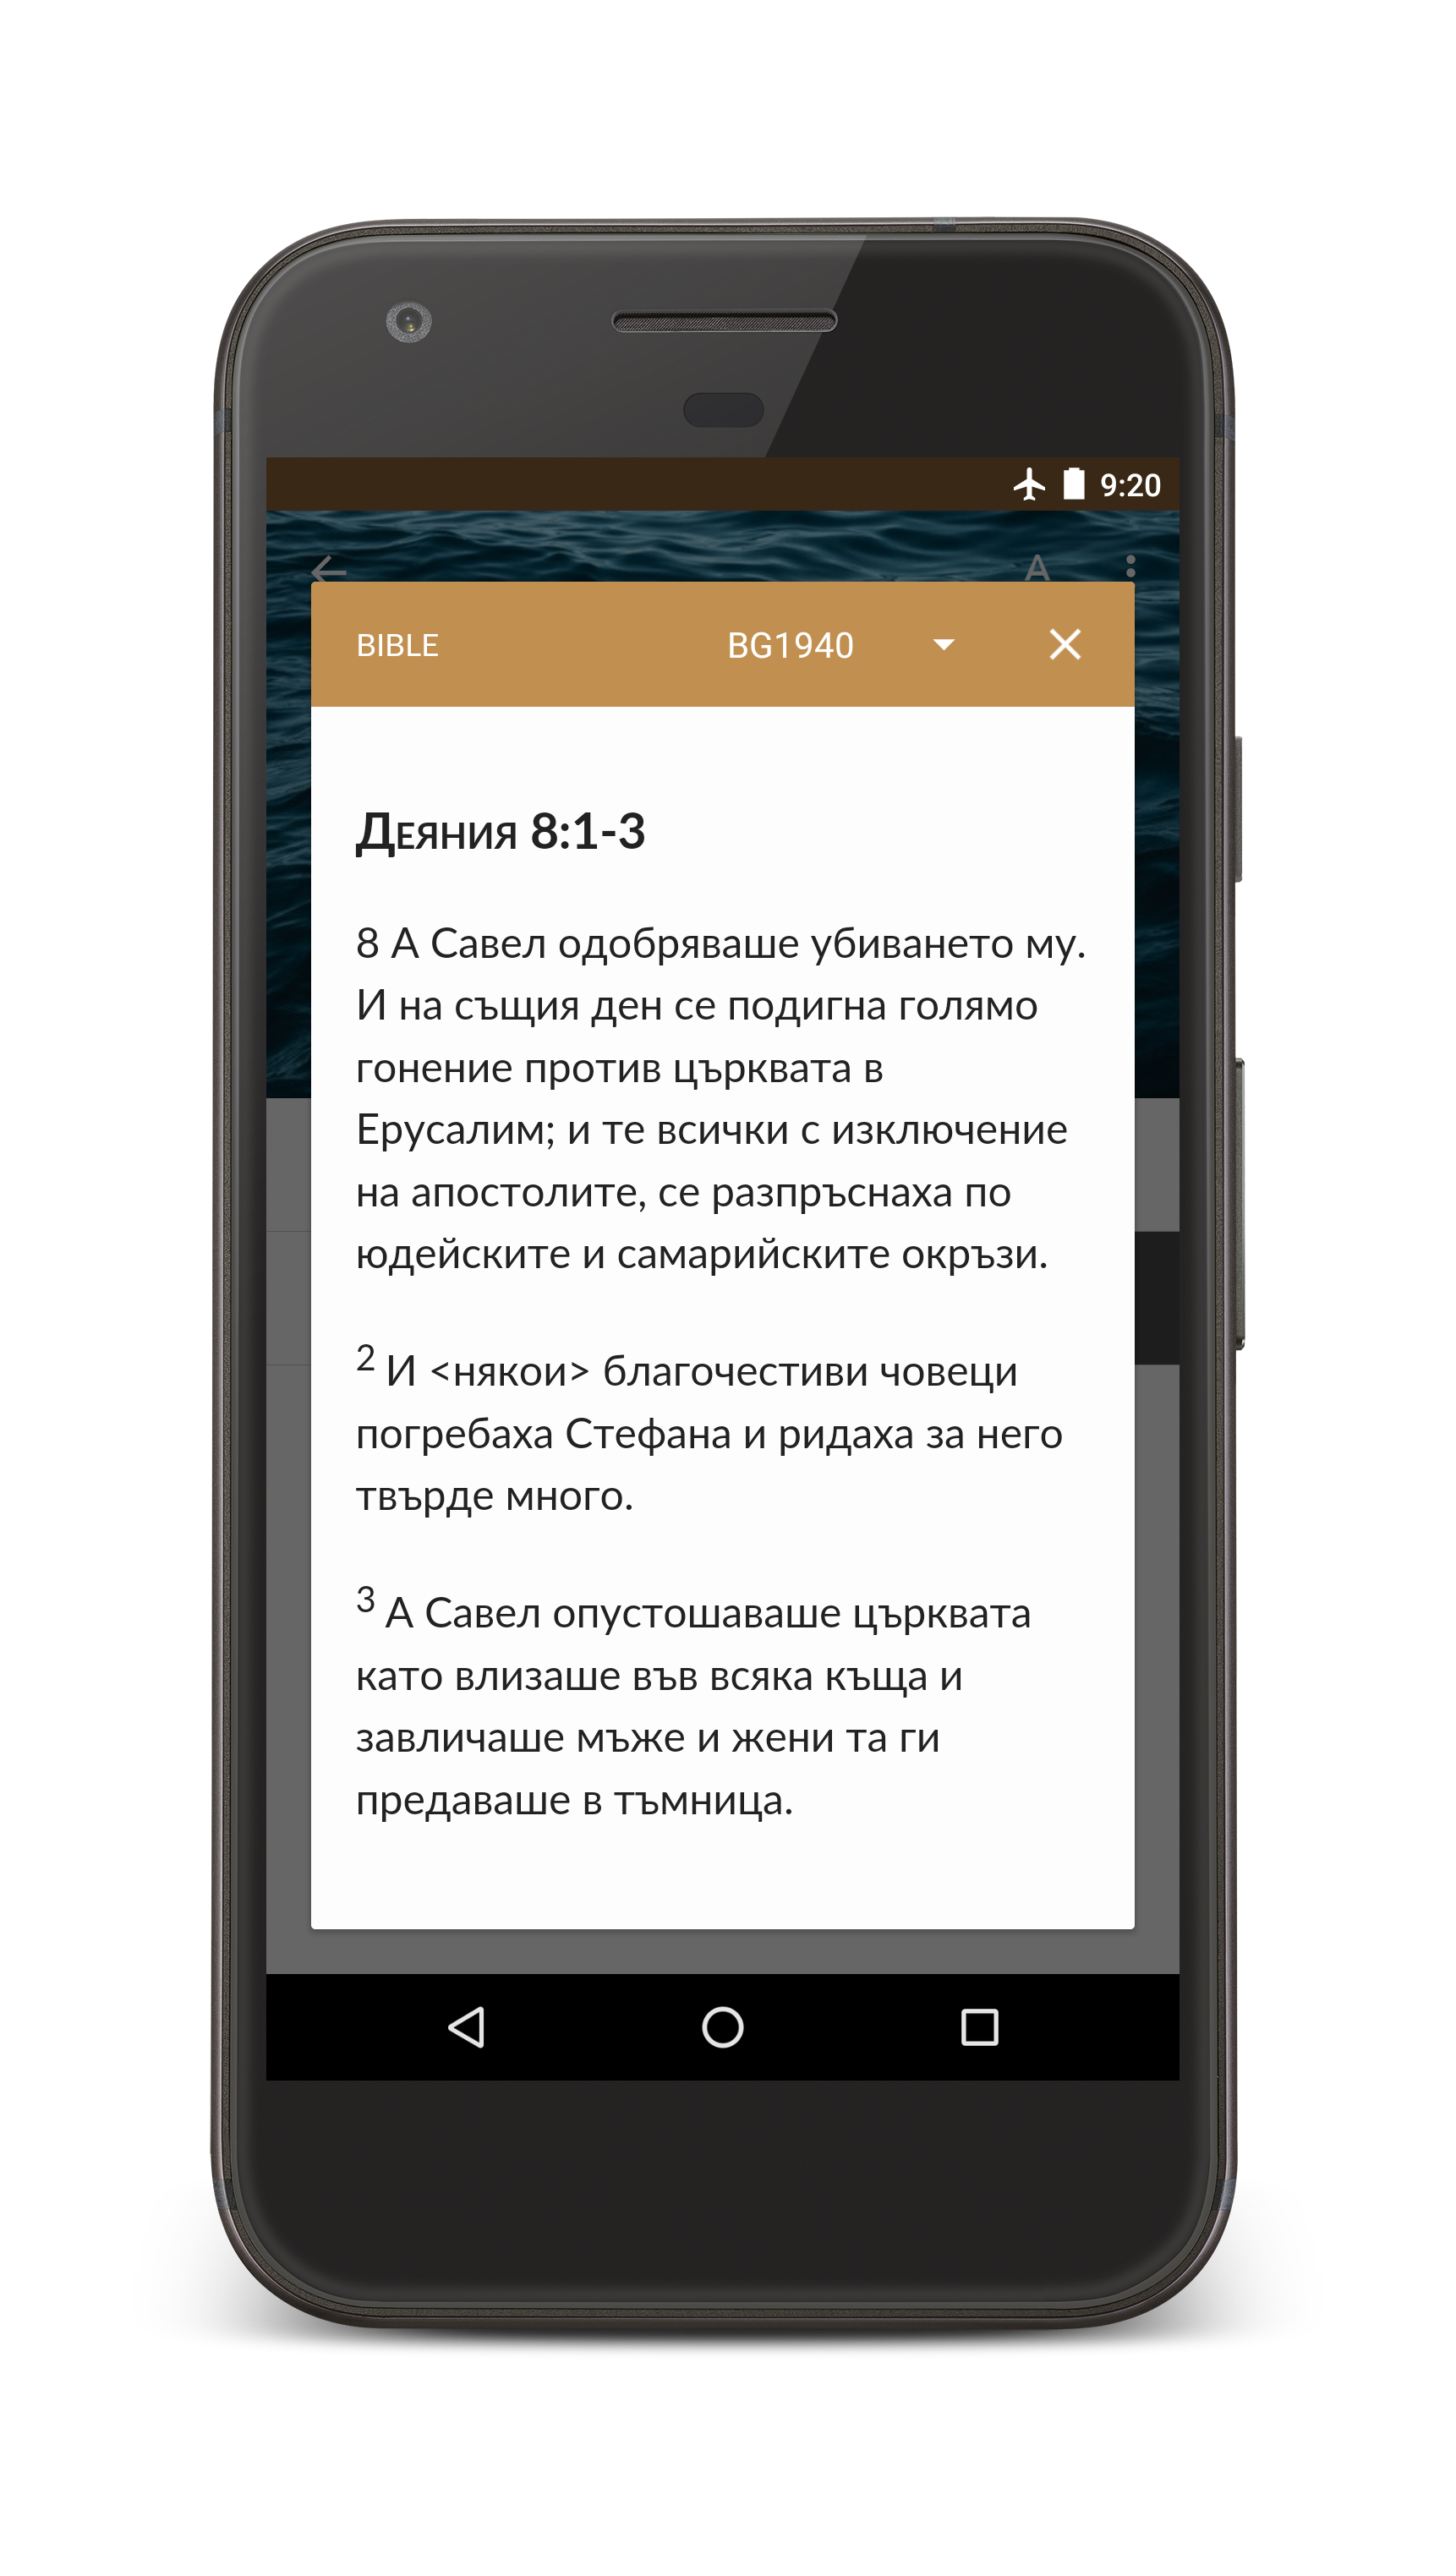 9:20
A
BIBLE BG1940
Деяния 8:1-3
8 А Савел одобряваше убиването му.
И на същия ден се подигна голямо
гонение против църквата в
Ерусалим; и те всички с изключение
на апостолите, се разпръснаха по
юдейските и самарийските окръзи.
2 И <някои> благочестиви човеци
погребаха Стефана и ридаха за него
твърде много.
3 А Савел опустошаваше църквата
като влизаше във всяка къща и
завличаше мъже и жени та ги
предаваше в тъмница.